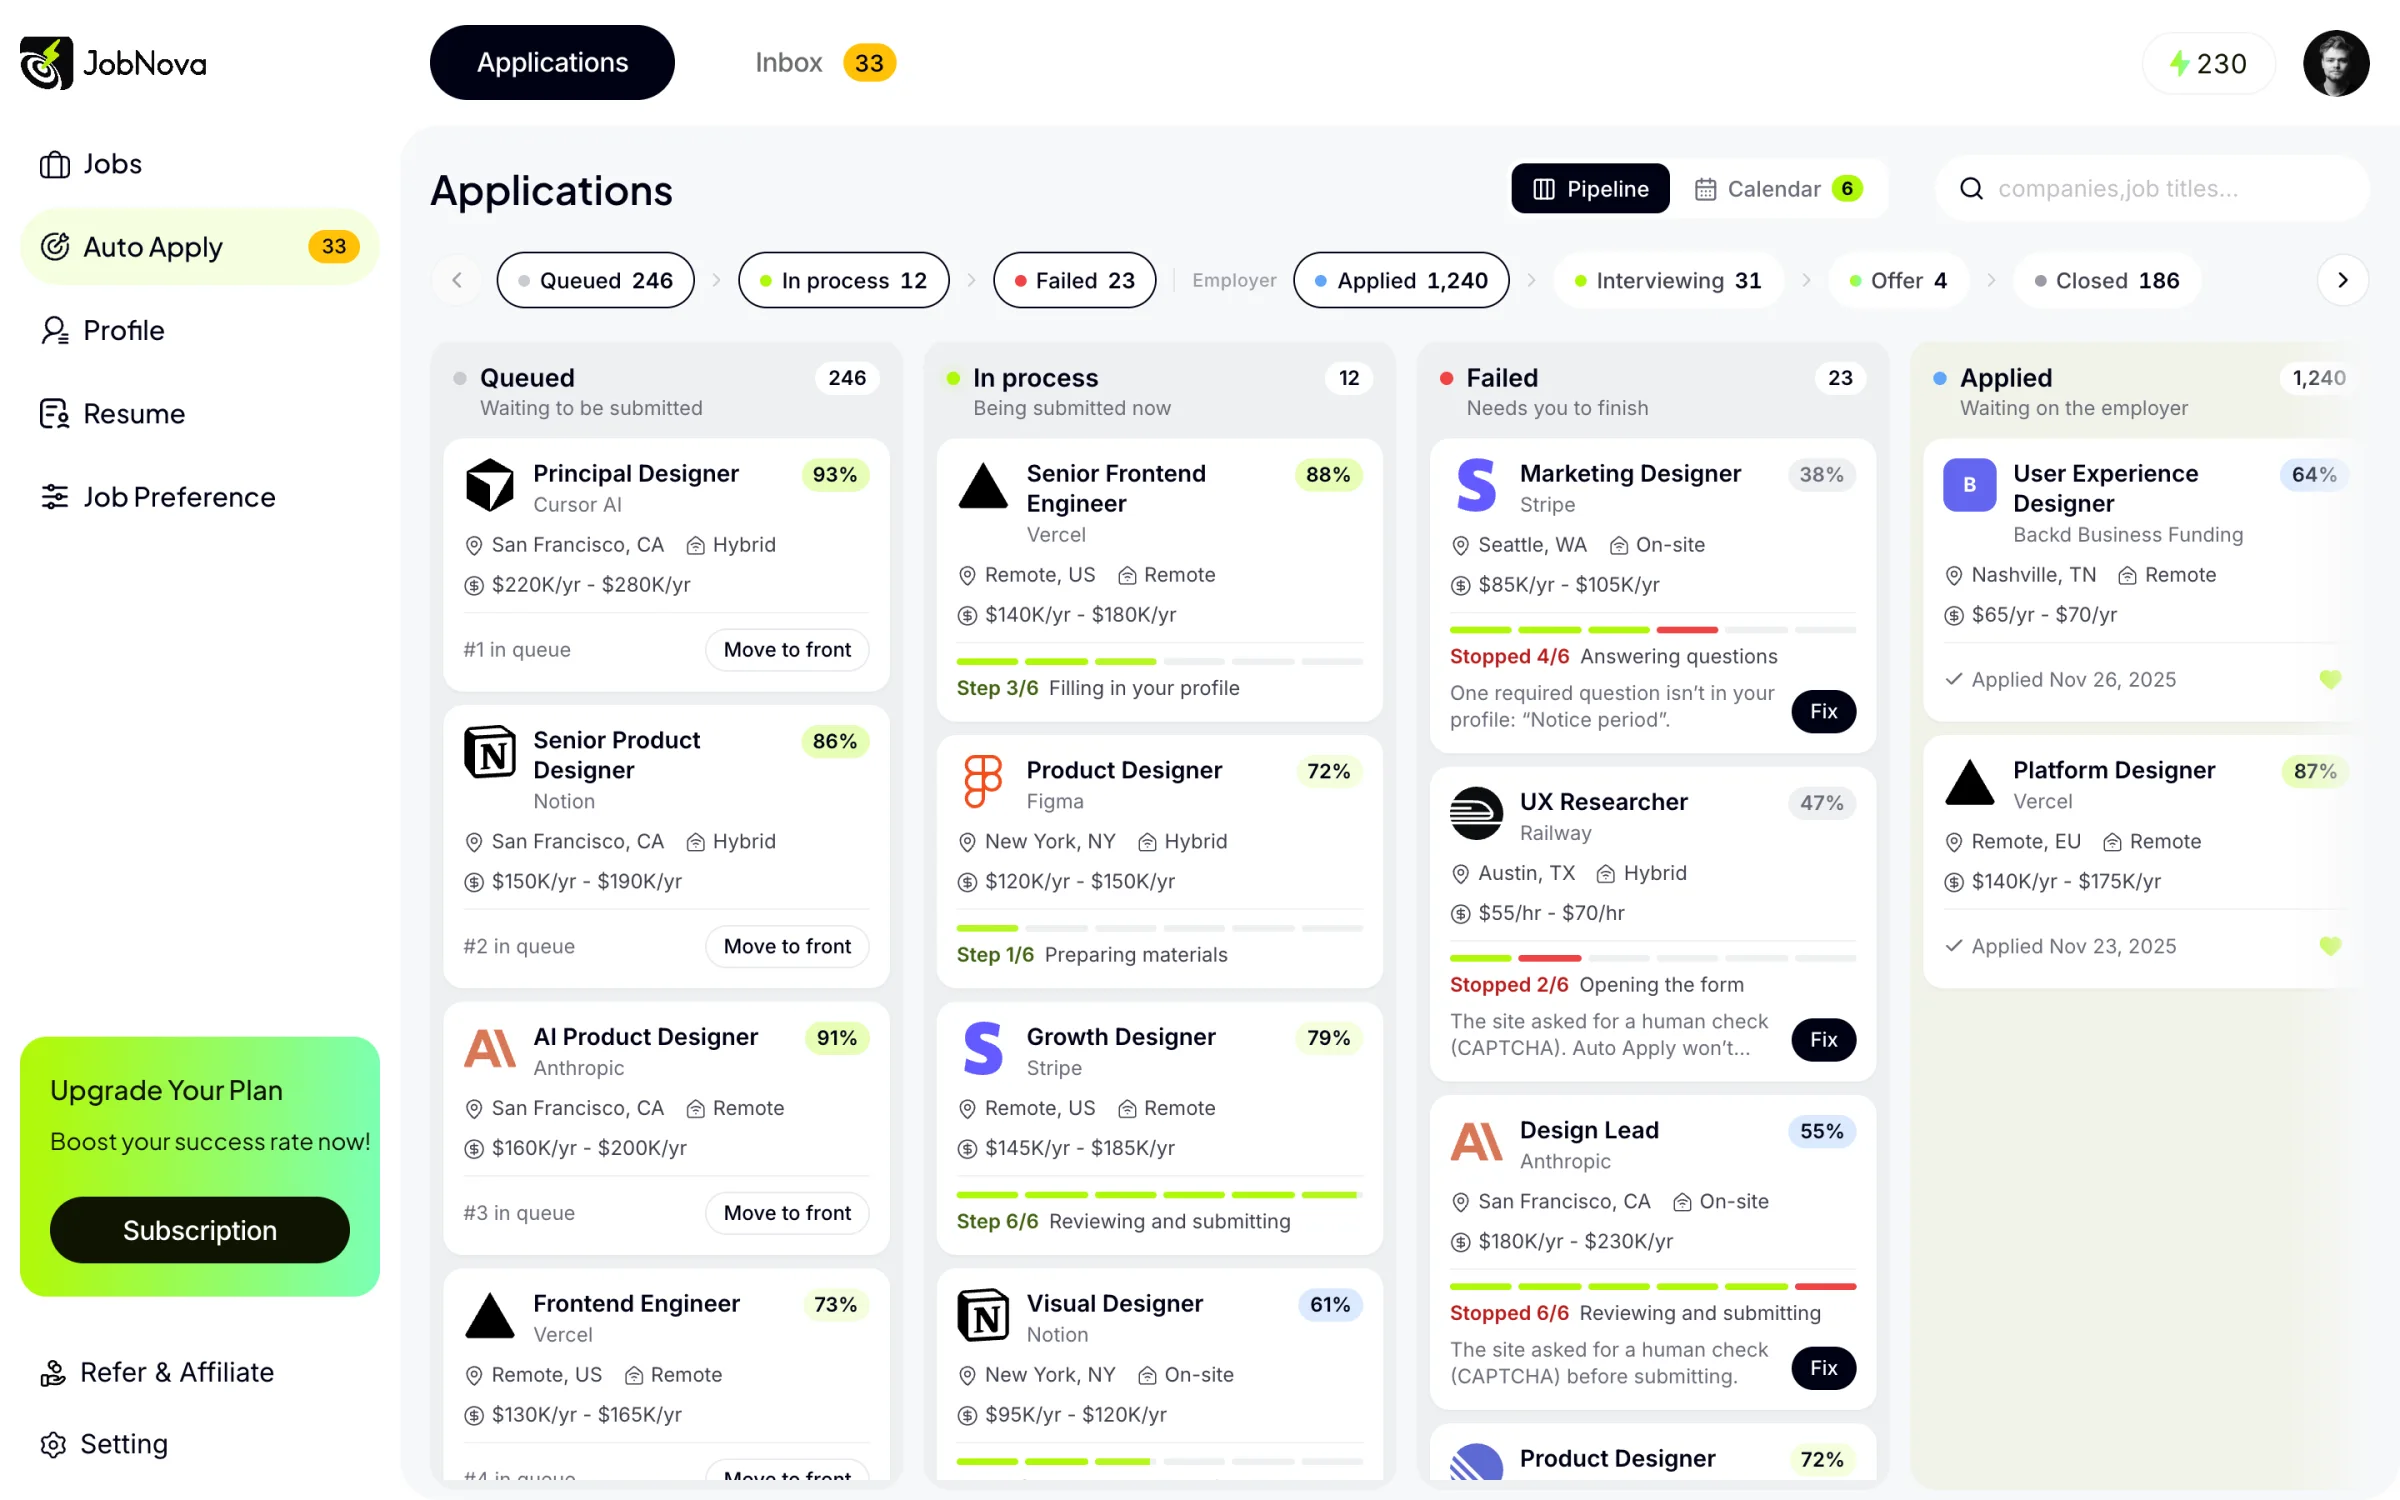 JobNova
Applications
Inbox 33
230
Jobs
Auto Apply 33
Profile
Resume
Job Preference
Upgrade Your Plan
Boost your success rate now!
Subscription
Refer & Affiliate
Setting
Applications
Pipeline
Calendar 6
companies,job titles...
Queued 246
In process 12
Failed 23
Employer
Applied 1,240
Interviewing 31
Offer 4
Closed 186
Queued 246
Waiting to be submitted
Principal Designer 93%
Cursor AI
San Francisco, CA Hybrid
$220K/yr - $280K/yr
#1 in queue Move to front
Senior Product 86%
Designer
Notion
San Francisco, CA Hybrid
$150K/yr - $190K/yr
#2 in queue Move to front
AI Product Designer 91%
Anthropic
San Francisco, CA Remote
$160K/yr - $200K/yr
#3 in queue Move to front
Frontend Engineer 73%
Vercel
Remote, US Remote
$130K/yr - $165K/yr
#4 in queue Move to front
In process 12
Being submitted now
Senior Frontend 88%
Engineer
Vercel
Remote, US Remote
$140K/yr - $180K/yr
Step 3/6 Filling in your profile
Product Designer 72%
Figma
New York, NY Hybrid
$120K/yr - $150K/yr
Step 1/6 Preparing materials
Growth Designer 79%
Stripe
Remote, US Remote
$145K/yr - $185K/yr
Step 6/6 Reviewing and submitting
Visual Designer 61%
Notion
New York, NY On-site
$95K/yr - $120K/yr
Failed 23
Needs you to finish
Marketing Designer 38%
Stripe
Seattle, WA On-site
$85K/yr - $105K/yr
Stopped 4/6 Answering questions
One required question isn’t in your
profile: “Notice period”.
Fix
UX Researcher 47%
Railway
Austin, TX Hybrid
$55/hr - $70/hr
Stopped 2/6 Opening the form
The site asked for a human check
(CAPTCHA). Auto Apply won’t...
Fix
Design Lead 55%
Anthropic
San Francisco, CA On-site
$180K/yr - $230K/yr
Stopped 6/6 Reviewing and submitting
The site asked for a human check
(CAPTCHA) before submitting.
Fix
Product Designer 72%
Applied 1,240
Waiting on the employer
B
User Experience 64%
Designer
Backd Business Funding
Nashville, TN Remote
$65/yr - $70/yr
Applied Nov 26, 2025
Platform Designer 87%
Vercel
Remote, EU Remote
$140K/yr - $175K/yr
Applied Nov 23, 2025